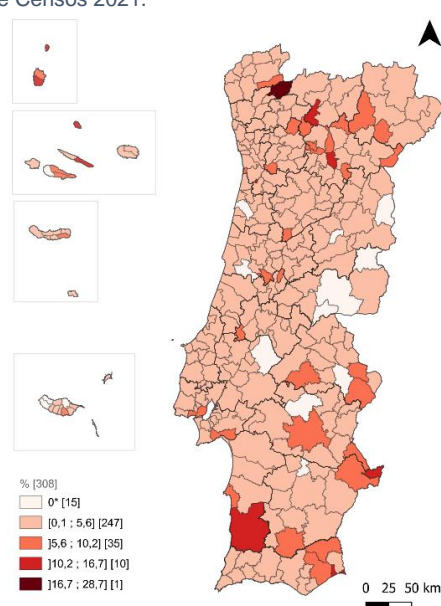 e Censos 2021.
% [308]
0* [15]
[0,1 ; 5,6] [247]
]5,6 ; 10,2] [35]
]10,2 ; 16,7] [10]
]16,7 ; 28,7] [1]
0 25 50 km